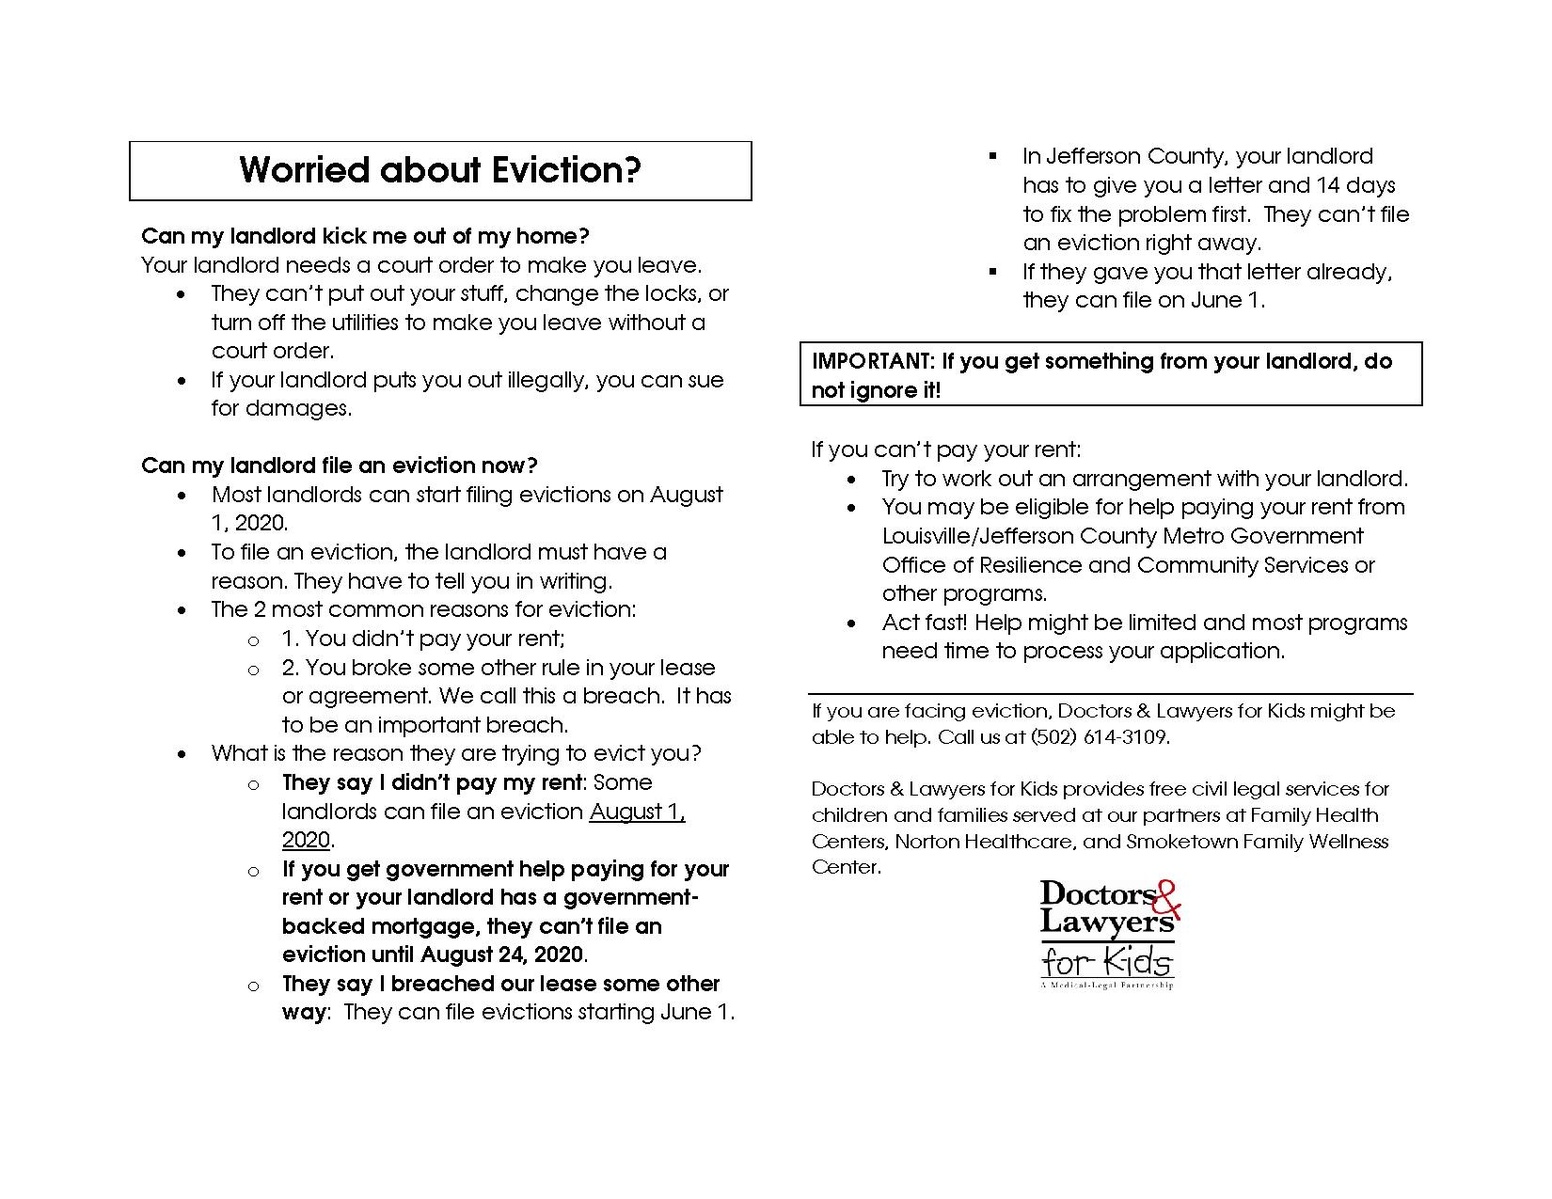 Worried about Eviction?
Can my landlord kick me out of my home?
Your landlord needs a court order to make you leave.
• They can't put out your stuff, change the locks, or
turn off the utilities to make you leave without a
court order.
• If your landlord puts you out illegally, you can sue
for damages.
Can my landlord file an eviction now?
• Most landlords can start filing evictions on August
1, 2020.
• To file an eviction, the landlord must have a
reason. They have to tell you in writing.
• The 2 most common reasons for eviction:
o 1. You didn't pay your rent;
o 2. You broke some other rule in your lease
or agreement. We call this a breach.  It has
to be an important breach.
• What is the reason they are trying to evict you?
o They say I didn't pay my rent: Some
landlords can file an eviction August 1,
2020.
o If you get government help paying for your
rent or your landlord has a government-
backed mortgage, they can't file an
eviction until August 24, 2020.
o They say I breached our lease some other
way:  They can file evictions starting June 1.
▪ In Jefferson County, your landlord
has to give you a letter and 14 days
to fix the problem first.  They can't file
an eviction right away.
▪ If they gave you that letter already,
they can file on June 1.
IMPORTANT: If you get something from your landlord, do
not ignore it!
If you can't pay your rent:
• Try to work out an arrangement with your landlord.
• You may be eligible for help paying your rent from
Louisville/Jefferson County Metro Government
Office of Resilience and Community Services or
other programs.
• Act fast! Help might be limited and most programs
need time to process your application.
If you are facing eviction, Doctors & Lawyers for Kids might be
able to help. Call us at (502) 614-3109.
Doctors & Lawyers for Kids provides free civil legal services for
children and families served at our partners at Family Health
Centers, Norton Healthcare, and Smoketown Family Wellness
Center.
Doctors &
Lawyers
for Kids
A Medical-Legal Partnership